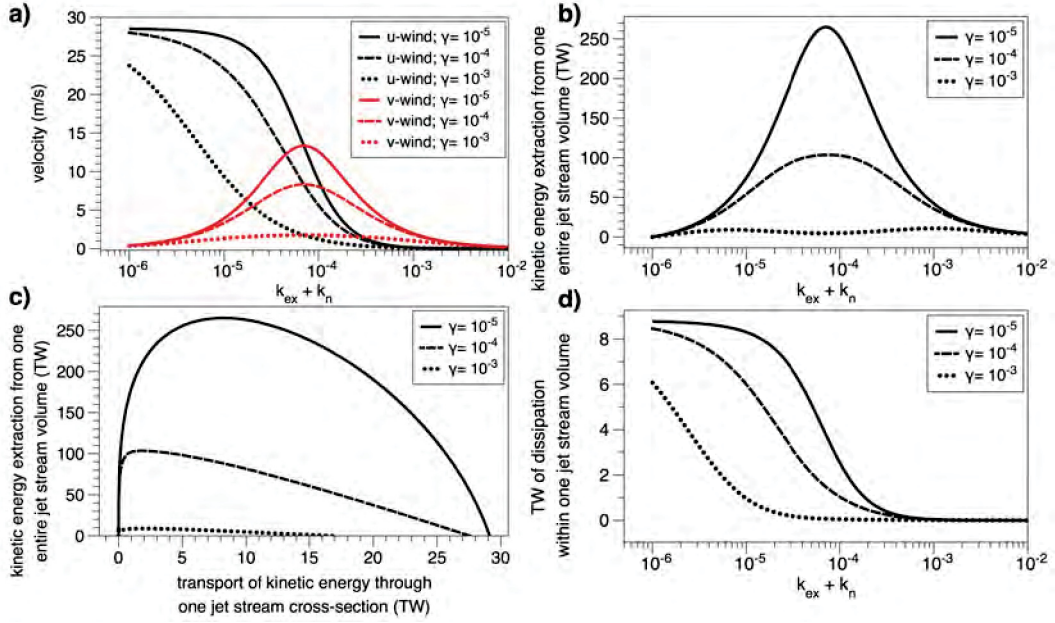 a)
velocity (m/s)
30
25
20
15
10
5
0
u-wind; γ= 10⁻⁵
u-wind; γ= 10⁻⁴
u-wind; γ= 10⁻³
v-wind; γ= 10⁻⁵
v-wind; γ= 10⁻⁴
v-wind; γ= 10⁻³
10⁻⁶ 10⁻⁵ 10⁻⁴ 10⁻³ 10⁻²
kₑₓ + kₙ
b)
kinetic energy extraction from one
entire jet stream volume (TW)
250
200
150
100
50
0
γ= 10⁻⁵
γ= 10⁻⁴
γ= 10⁻³
10⁻⁶ 10⁻⁵ 10⁻⁴ 10⁻³ 10⁻²
kₑₓ + kₙ
c)
kinetic energy extraction from one
entire jet stream volume (TW)
250
200
150
100
50
0
γ= 10⁻⁵
γ= 10⁻⁴
γ= 10⁻³
0 5 10 15 20 25 30
transport of kinetic energy through
one jet stream cross-section (TW)
d)
TW of dissipation
within one jet stream volume
8
6
4
2
0
γ= 10⁻⁵
γ= 10⁻⁴
γ= 10⁻³
10⁻⁶ 10⁻⁵ 10⁻⁴ 10⁻³ 10⁻²
kₑₓ + kₙ